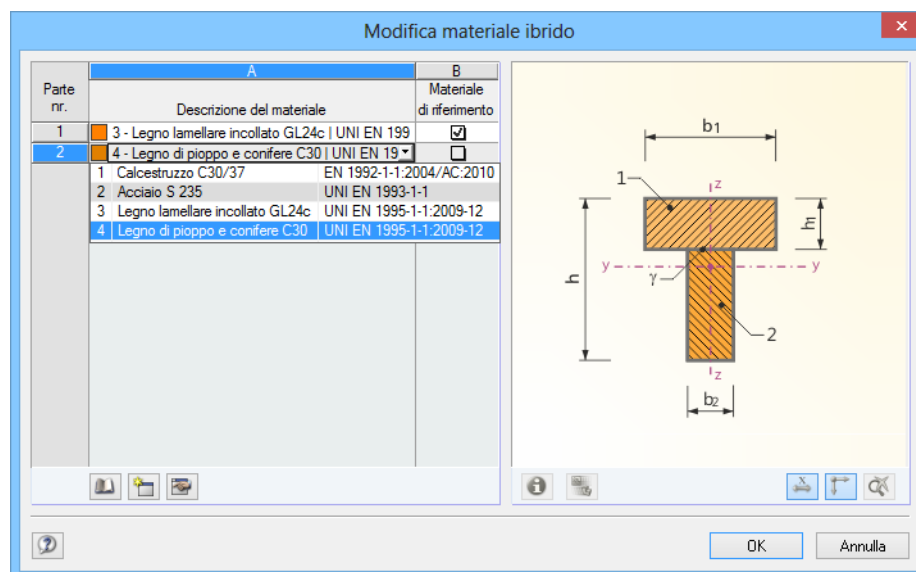 Modifica materiale ibrido
A B
Parte nr. Descrizione del materiale Materiale di riferimento
1 3 - Legno lamellare incollato GL24c | UNI EN 199
2 4 - Legno di pioppo e conifere C30 | UNI EN 19
1 Calcestruzzo C30/37 EN 1992-1-1:2004/AC:2010
2 Acciaio S 235 UNI EN 1993-1-1
3 Legno lamellare incollato GL24c UNI EN 1995-1-1:2009-12
4 Legno di pioppo e conifere C30 UNI EN 1995-1-1:2009-12
b1
1
z
h1
h
y
γ
y
2
z
b2
X
OK Annulla